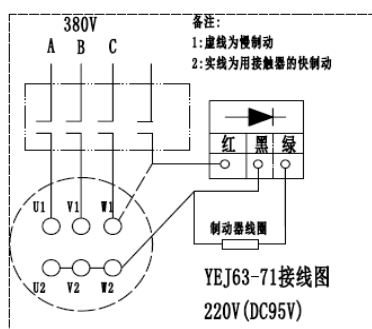 380V
A B C
备注:
1:虚线为慢制动
2:实线为用接触器的快制动
红 黑 绿
U1 V1 W1
制动器线圈
U2 V2 W2
YEJ63-71接线图
220V(DC95V)